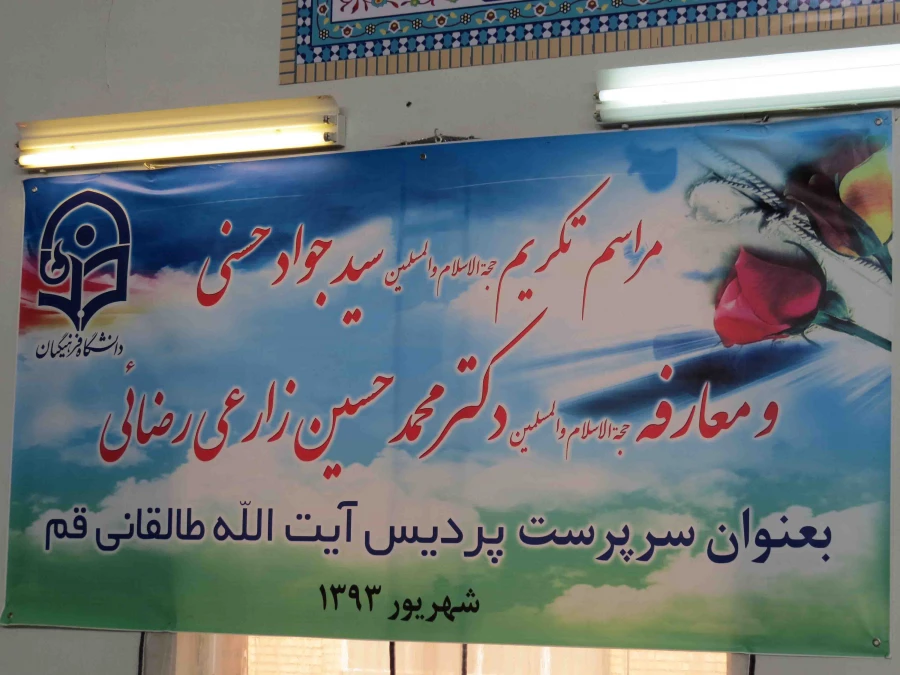 مراسم تکریم حجة الاسلام والمسلمین سید جواد حسنی
و معارفه حجة الاسلام والمسلمین دکتر محمد حسین زارعی رضائی
بعنوان سرپرست پردیس آیت اللّه طالقانی قم
شهریور ۱۳۹۳
دانشگاه فرهنگیان